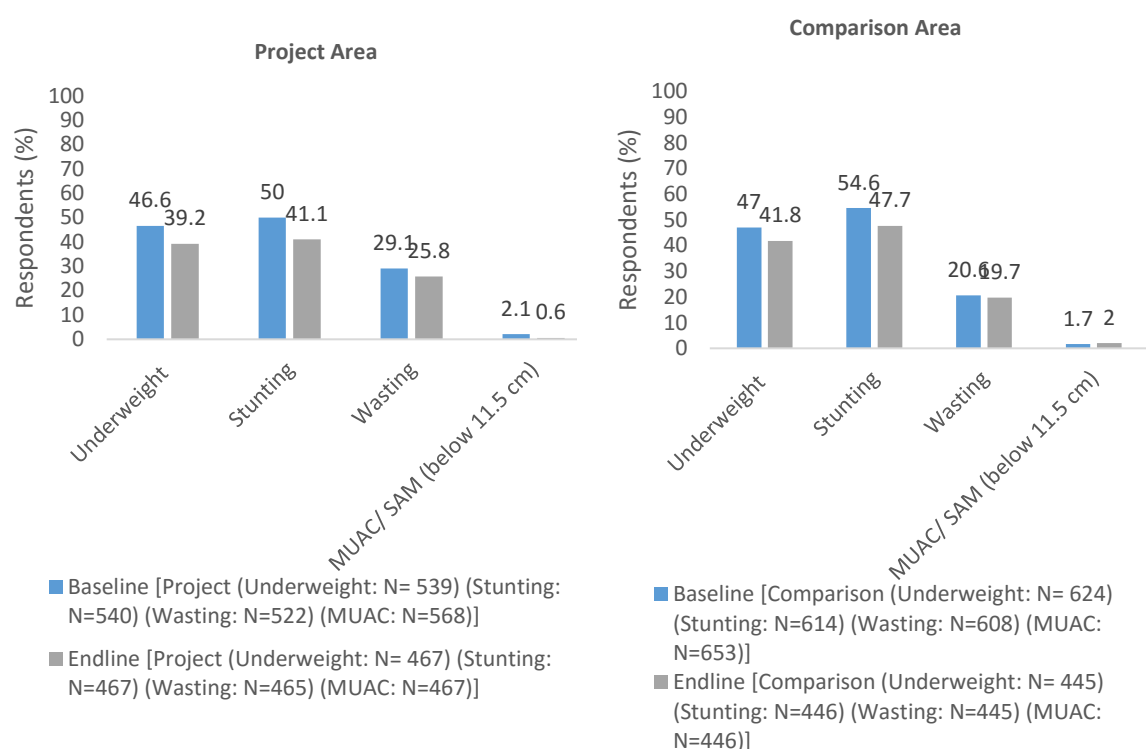 Project Area
Respondents (%)
100
90
80
70
60
50
40
30
20
10
0
46.6
39.2
50
41.1
29.1
25.8
2.1
0.6
Underweight
Stunting
Wasting
MUAC/ SAM (below 11.5 cm)
Baseline [Project (Underweight: N= 539) (Stunting:
N=540) (Wasting: N=522) (MUAC: N=568)]
Endline [Project (Underweight: N= 467) (Stunting:
N=467) (Wasting: N=465) (MUAC: N=467)]
Comparison Area
Respondents (%)
100
90
80
70
60
50
40
30
20
10
0
47
41.8
54.6
47.7
20.6
19.7
1.7
2
Underweight
Stunting
Wasting
MUAC/ SAM (below 11.5 cm)
Baseline [Comparison (Underweight: N= 624)
(Stunting: N=614) (Wasting: N=608) (MUAC:
N=653)]
Endline [Comparison (Underweight: N= 445)
(Stunting: N=446) (Wasting: N=445) (MUAC:
N=446)]